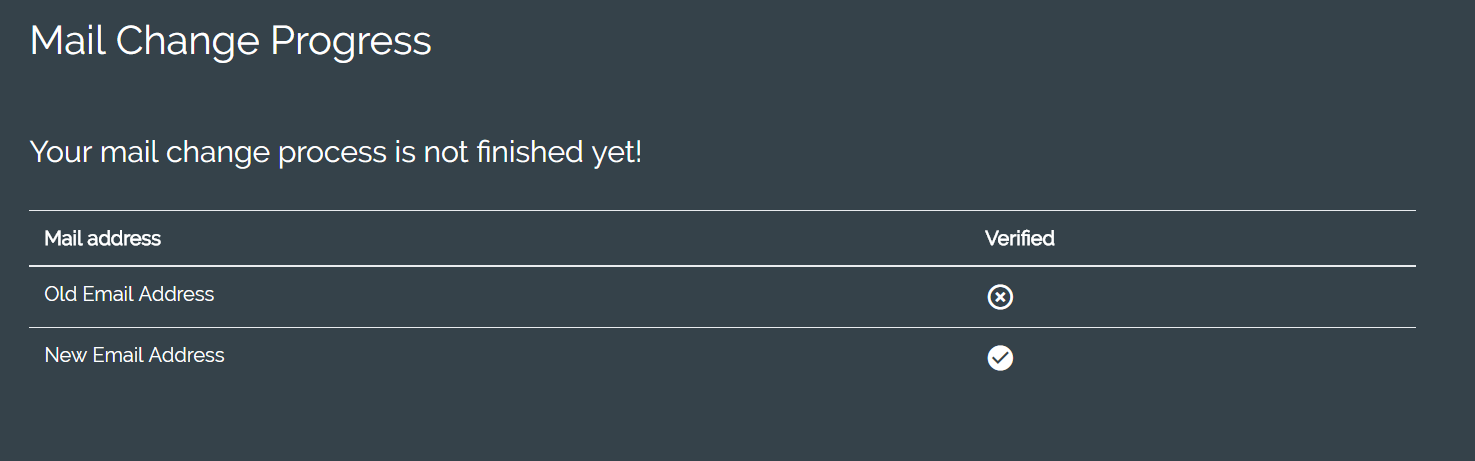 Mail Change Progress
Your mail change process is not finished yet!
Mail address Verified
Old Email Address
New Email Address